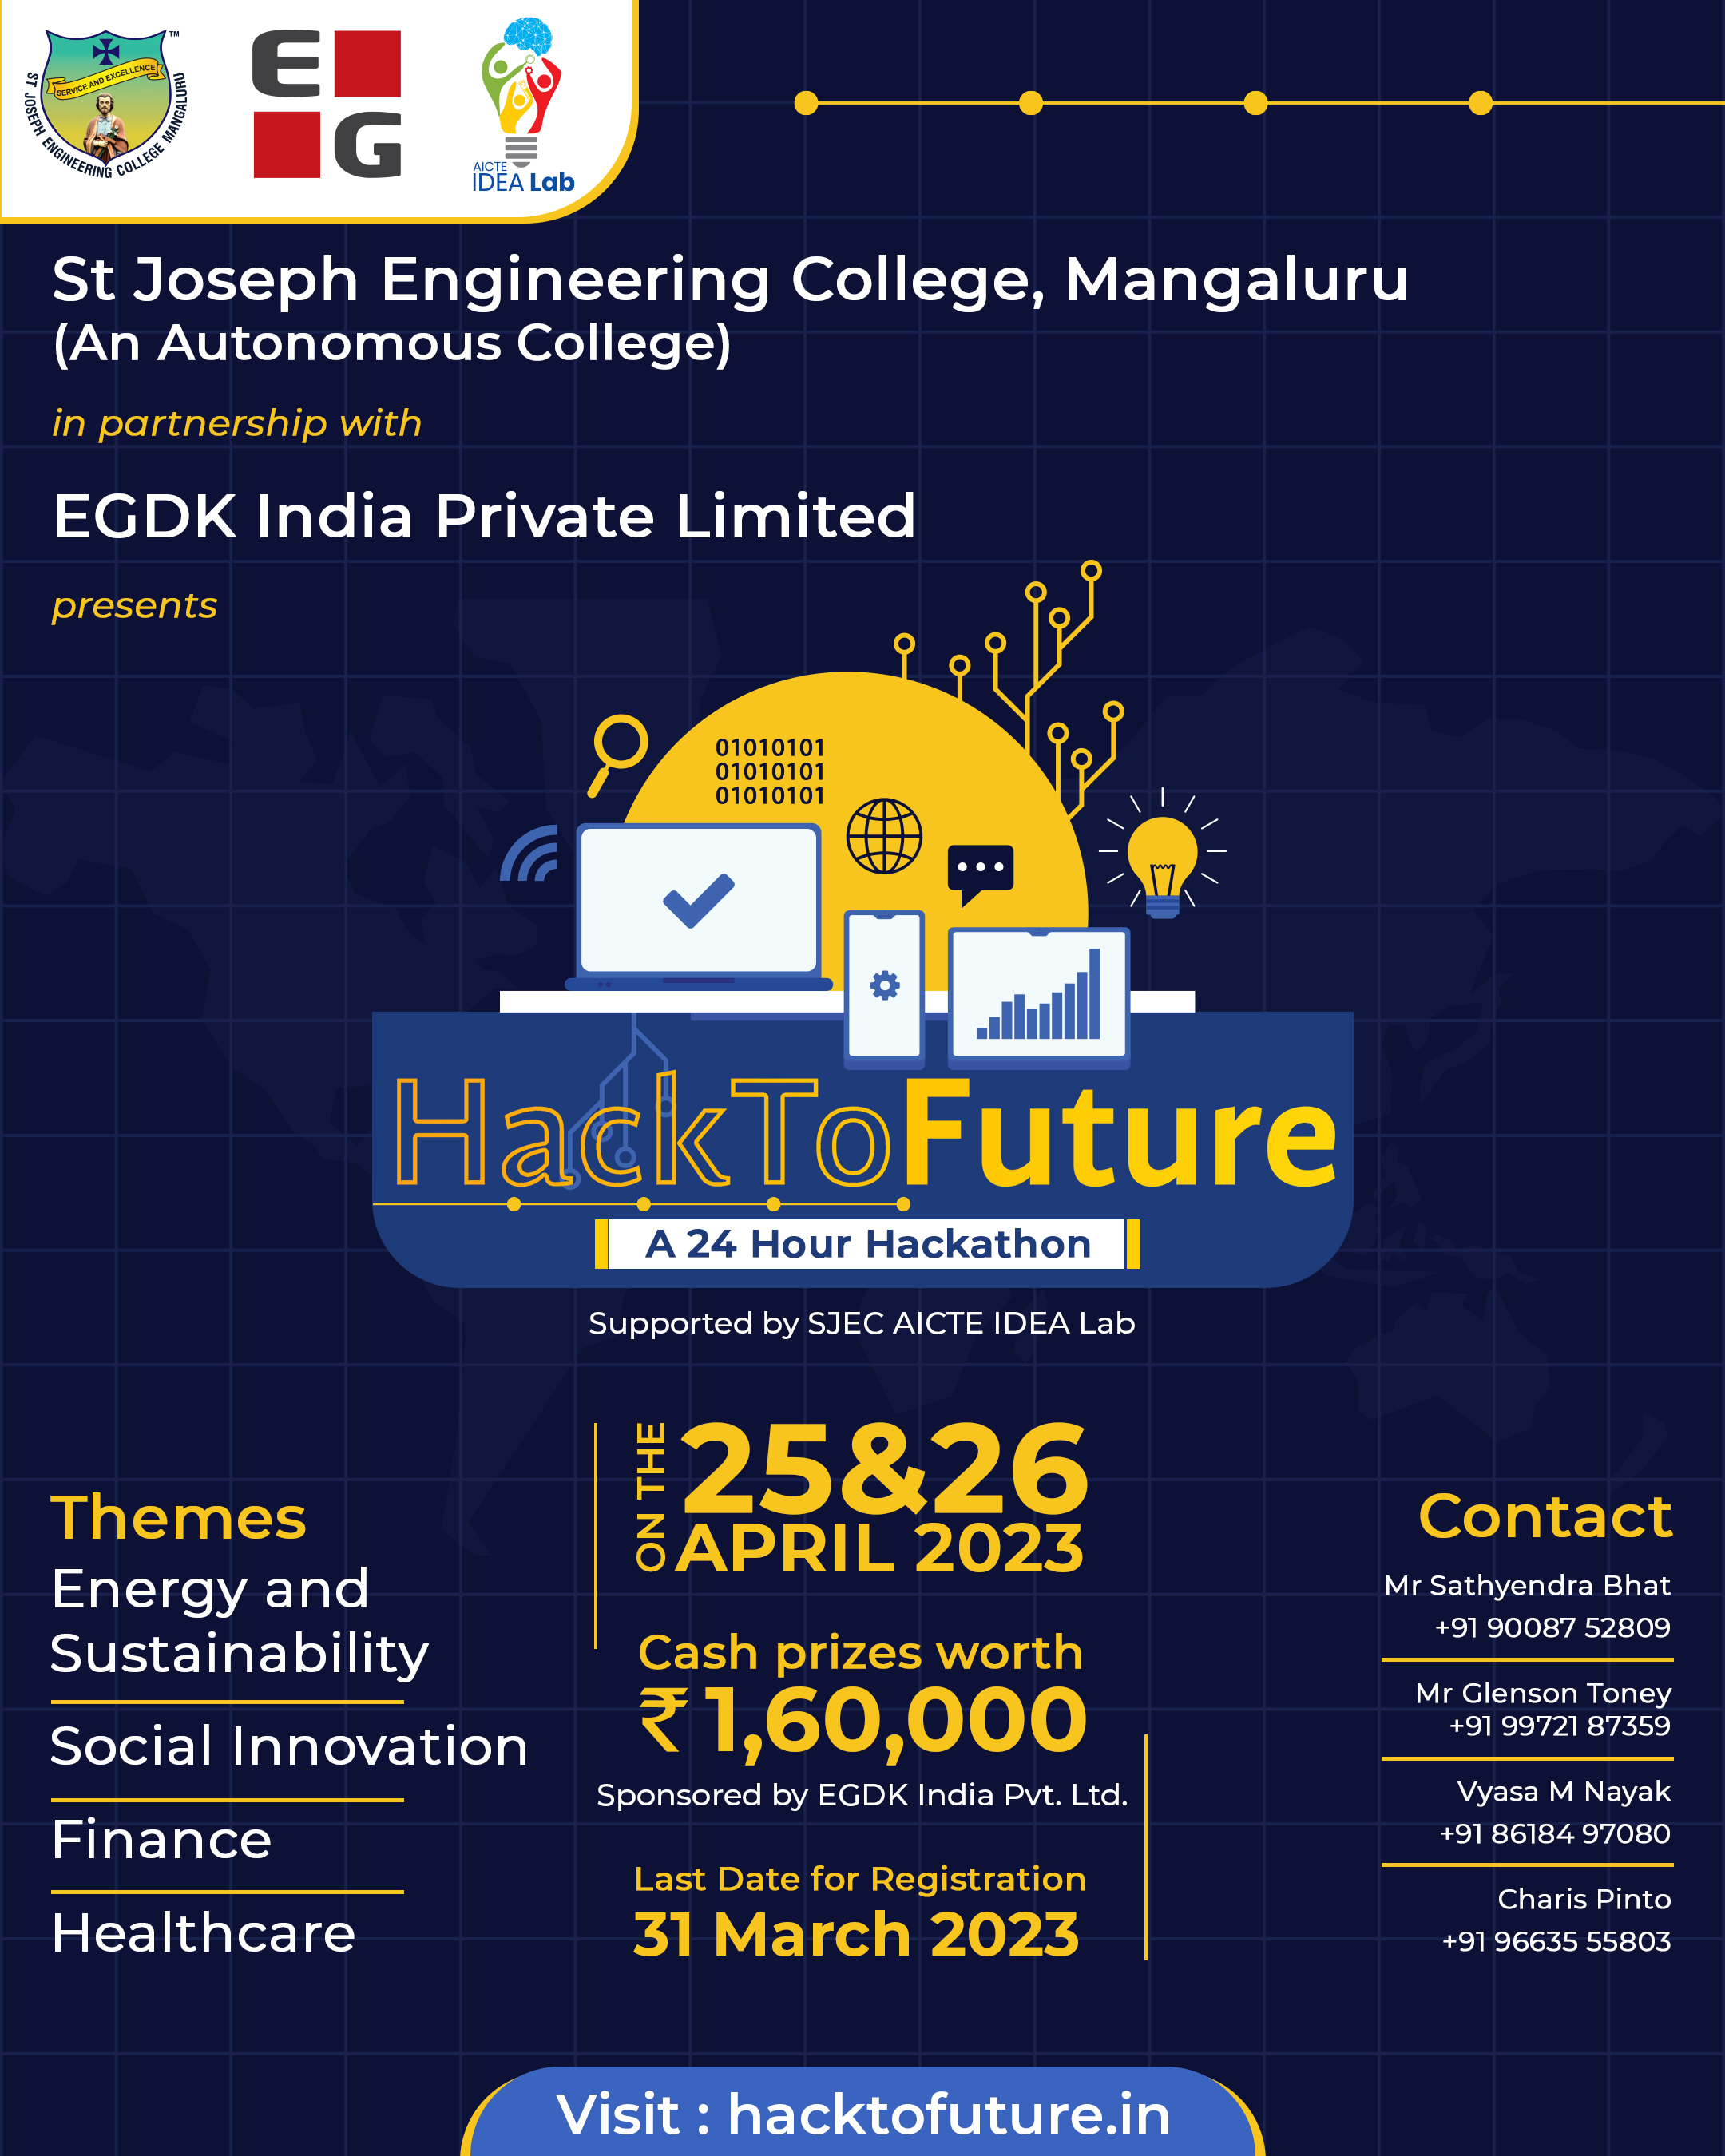 SERVICE AND EXCELLENCE
ST JOSEPH ENGINEERING COLLEGE MANGALURU
TM
E
G
AICTE
IDEA Lab
St Joseph Engineering College, Mangaluru
(An Autonomous College)
in partnership with
EGDK India Private Limited
presents
01010101
01010101
01010101
HackToFuture
A 24 Hour Hackathon
Supported by SJEC AICTE IDEA Lab
ON THE
25&26
APRIL 2023
Cash prizes worth
₹ 1,60,000
Sponsored by EGDK India Pvt. Ltd.
Last Date for Registration
31 March 2023
Themes
Energy and
Sustainability
Social Innovation
Finance
Healthcare
Contact
Mr Sathyendra Bhat
+91 90087 52809
Mr Glenson Toney
+91 99721 87359
Vyasa M Nayak
+91 86184 97080
Charis Pinto
+91 96635 55803
Visit : hacktofuture.in